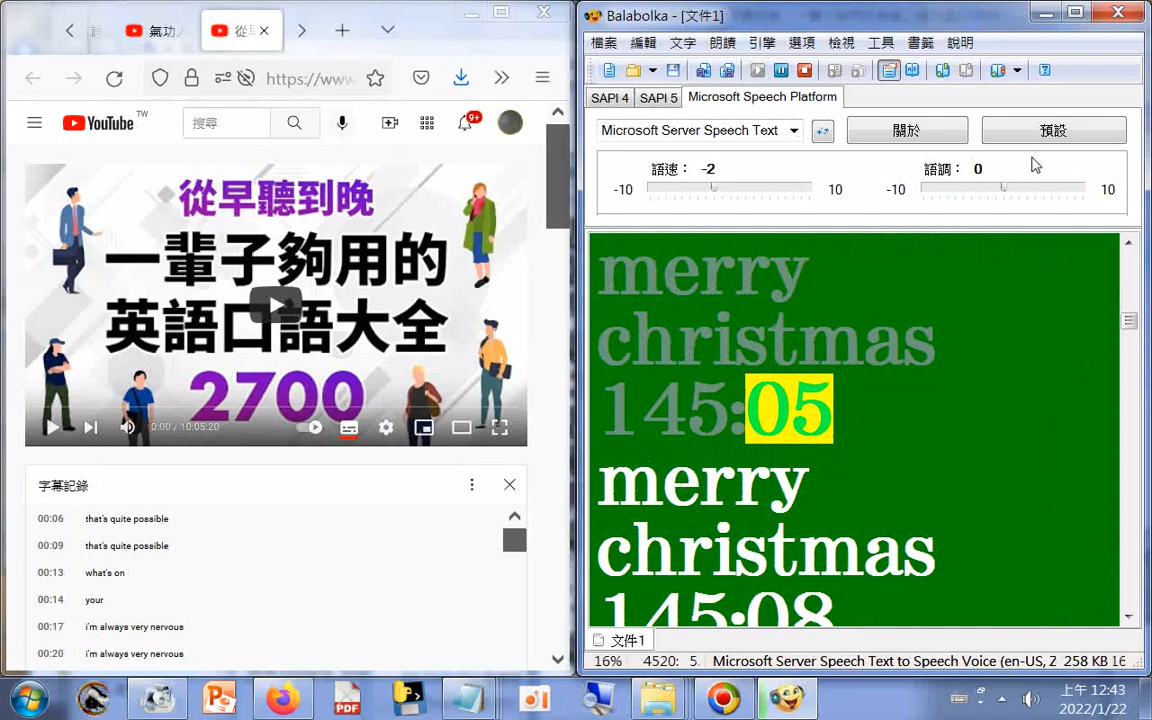 氣功
從
https://www
YouTube TW
搜尋
9+
從早聽到晚
一輩子夠用的
英語口語大全
2700
0:00 / 10:05:20
字幕記錄
00:06 that's quite possible
00:09 that's quite possible
00:13 what's on
00:14 your
00:17 i'm always very nervous
00:20 i'm always very nervous
Balabolka - [文件1]
檔案 編輯 文字 朗讀 引擎 選項 檢視 工具 書籤 說明
SAPI 4 SAPI 5 Microsoft Speech Platform
Microsoft Server Speech Text 關於 預設
語速： -2 語調： 0
-10 10 -10 10
merry
christmas
145:05
merry
christmas
145:08
文件1
16% 4520: 5. Microsoft Server Speech Text to Speech Voice (en-US, Z 258 KB 16
PDF
上午 12:43
2022/1/22